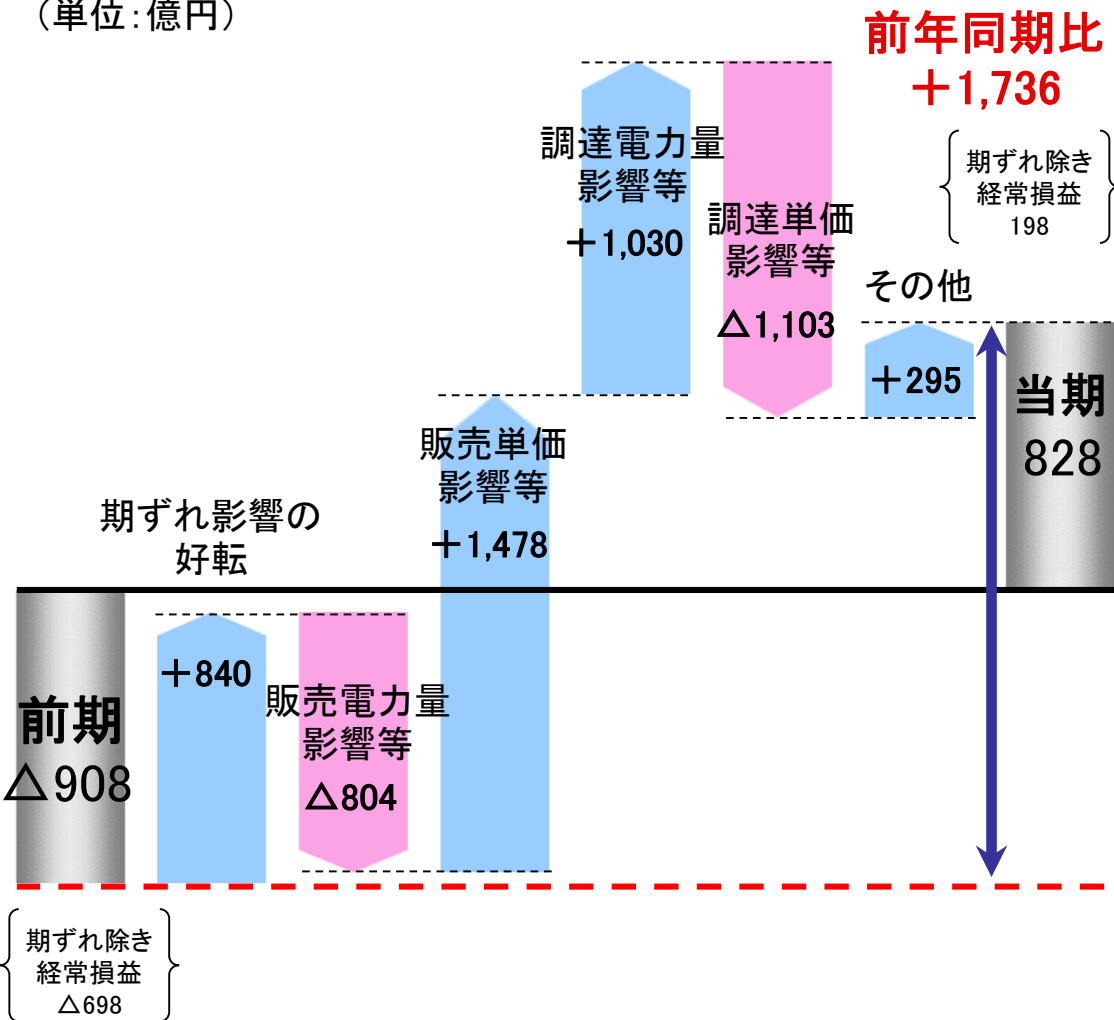 （単位：億円）
前年同期比
＋1,736
期ずれ除き
経常損益
198
調達電力量
影響等
＋1,030
調達単価
影響等
△1,103
その他
＋295
当期
828
販売単価
影響等
＋1,478
期ずれ影響の
好転
＋840
販売電力量
影響等
△804
前期
△908
期ずれ除き
経常損益
△698